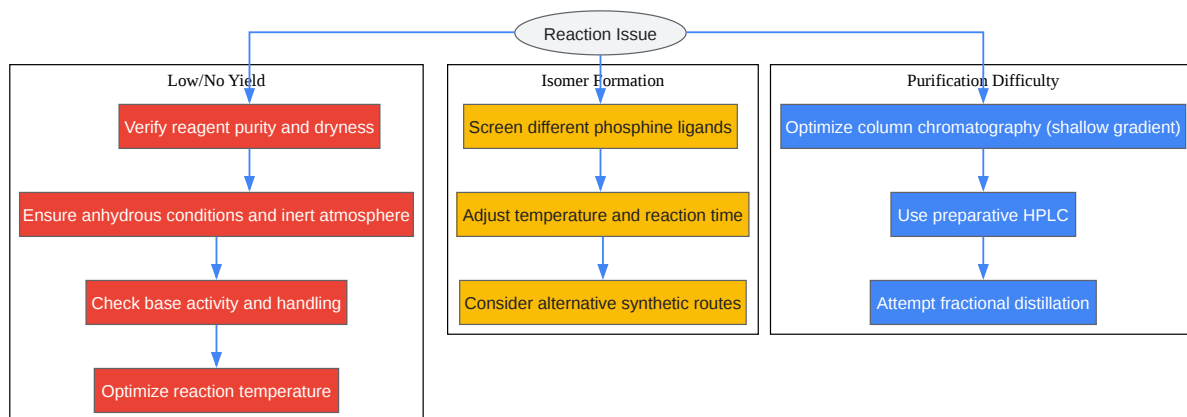 Reaction Issue
Low/No Yield
Verify reagent purity and dryness
Ensure anhydrous conditions and inert atmosphere
Check base activity and handling
Optimize reaction temperature
Isomer Formation
Screen different phosphine ligands
Adjust temperature and reaction time
Consider alternative synthetic routes
Purification Difficulty
Optimize column chromatography (shallow gradient)
Use preparative HPLC
Attempt fractional distillation